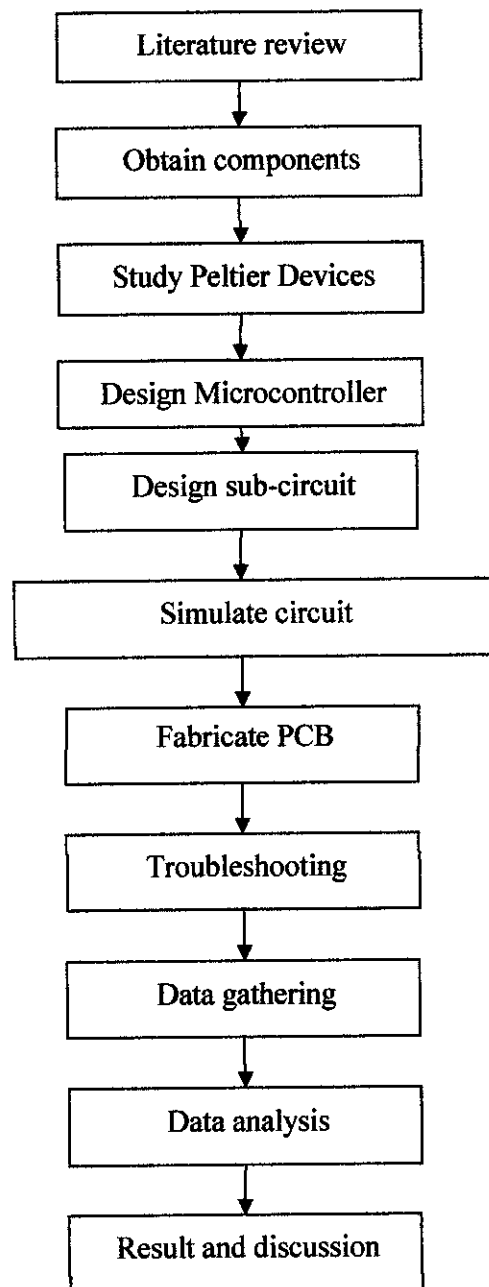 Literature review
Obtain components
Study Peltier Devices
Design Microcontroller
Design sub-circuit
Simulate circuit
Fabricate PCB
Troubleshooting
Data gathering
Data analysis
Result and discussion